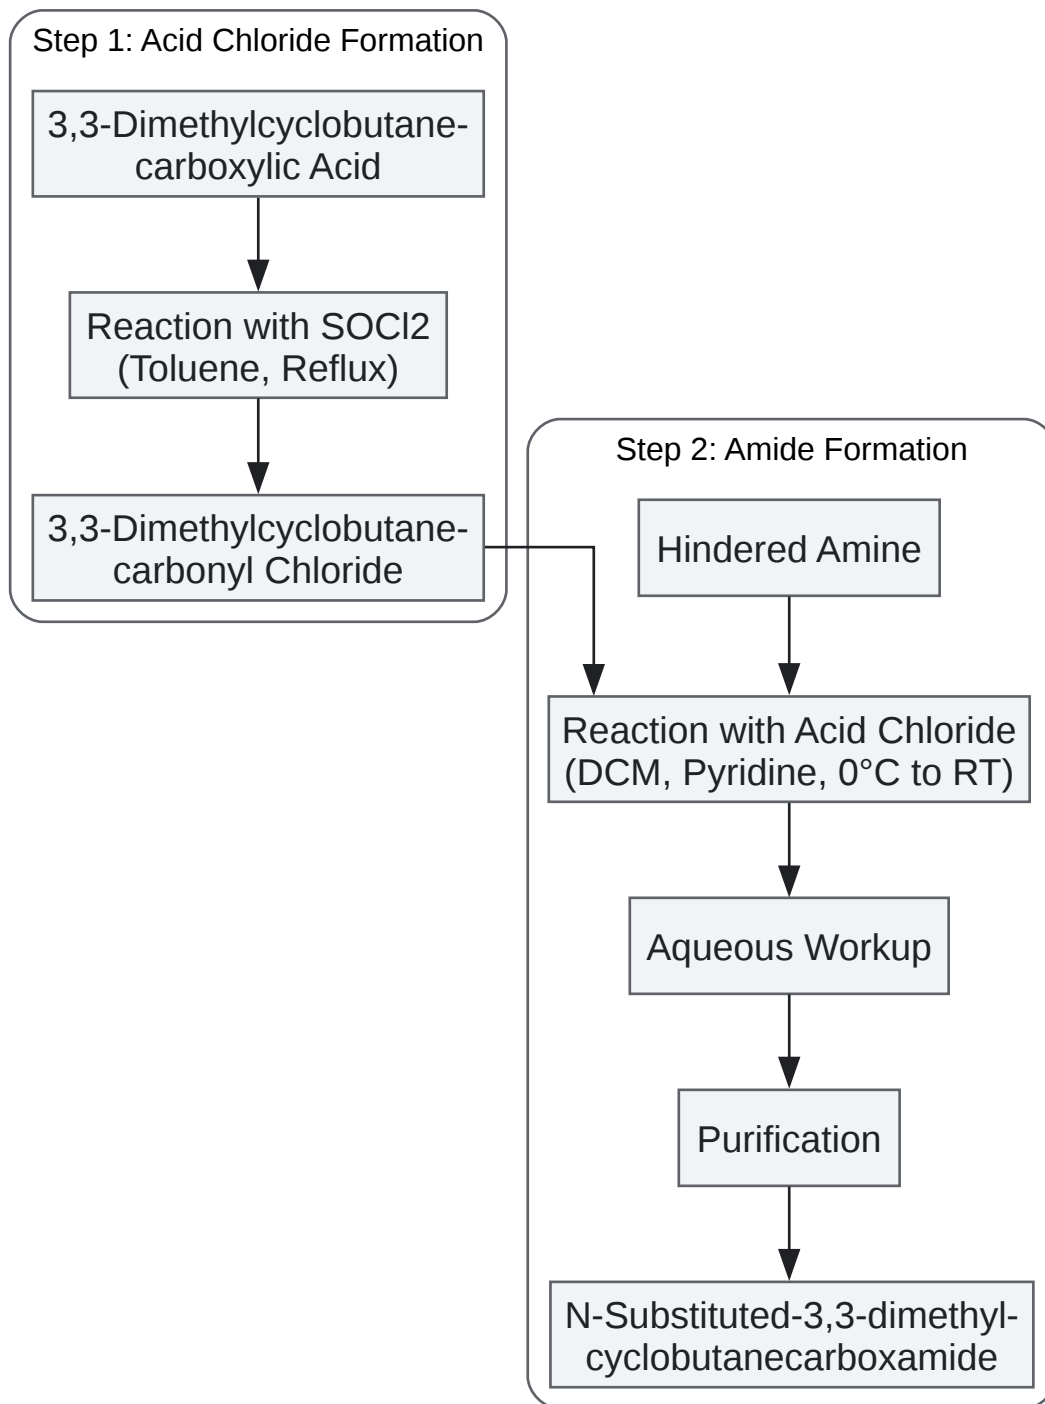 Step 1: Acid Chloride Formation
3,3-Dimethylcyclobutane-
carboxylic Acid
Reaction with SOCl2
(Toluene, Reflux)
3,3-Dimethylcyclobutane-
carbonyl Chloride
Step 2: Amide Formation
Hindered Amine
Reaction with Acid Chloride
(DCM, Pyridine, 0°C to RT)
Aqueous Workup
Purification
N-Substituted-3,3-dimethyl-
cyclobutanecarboxamide